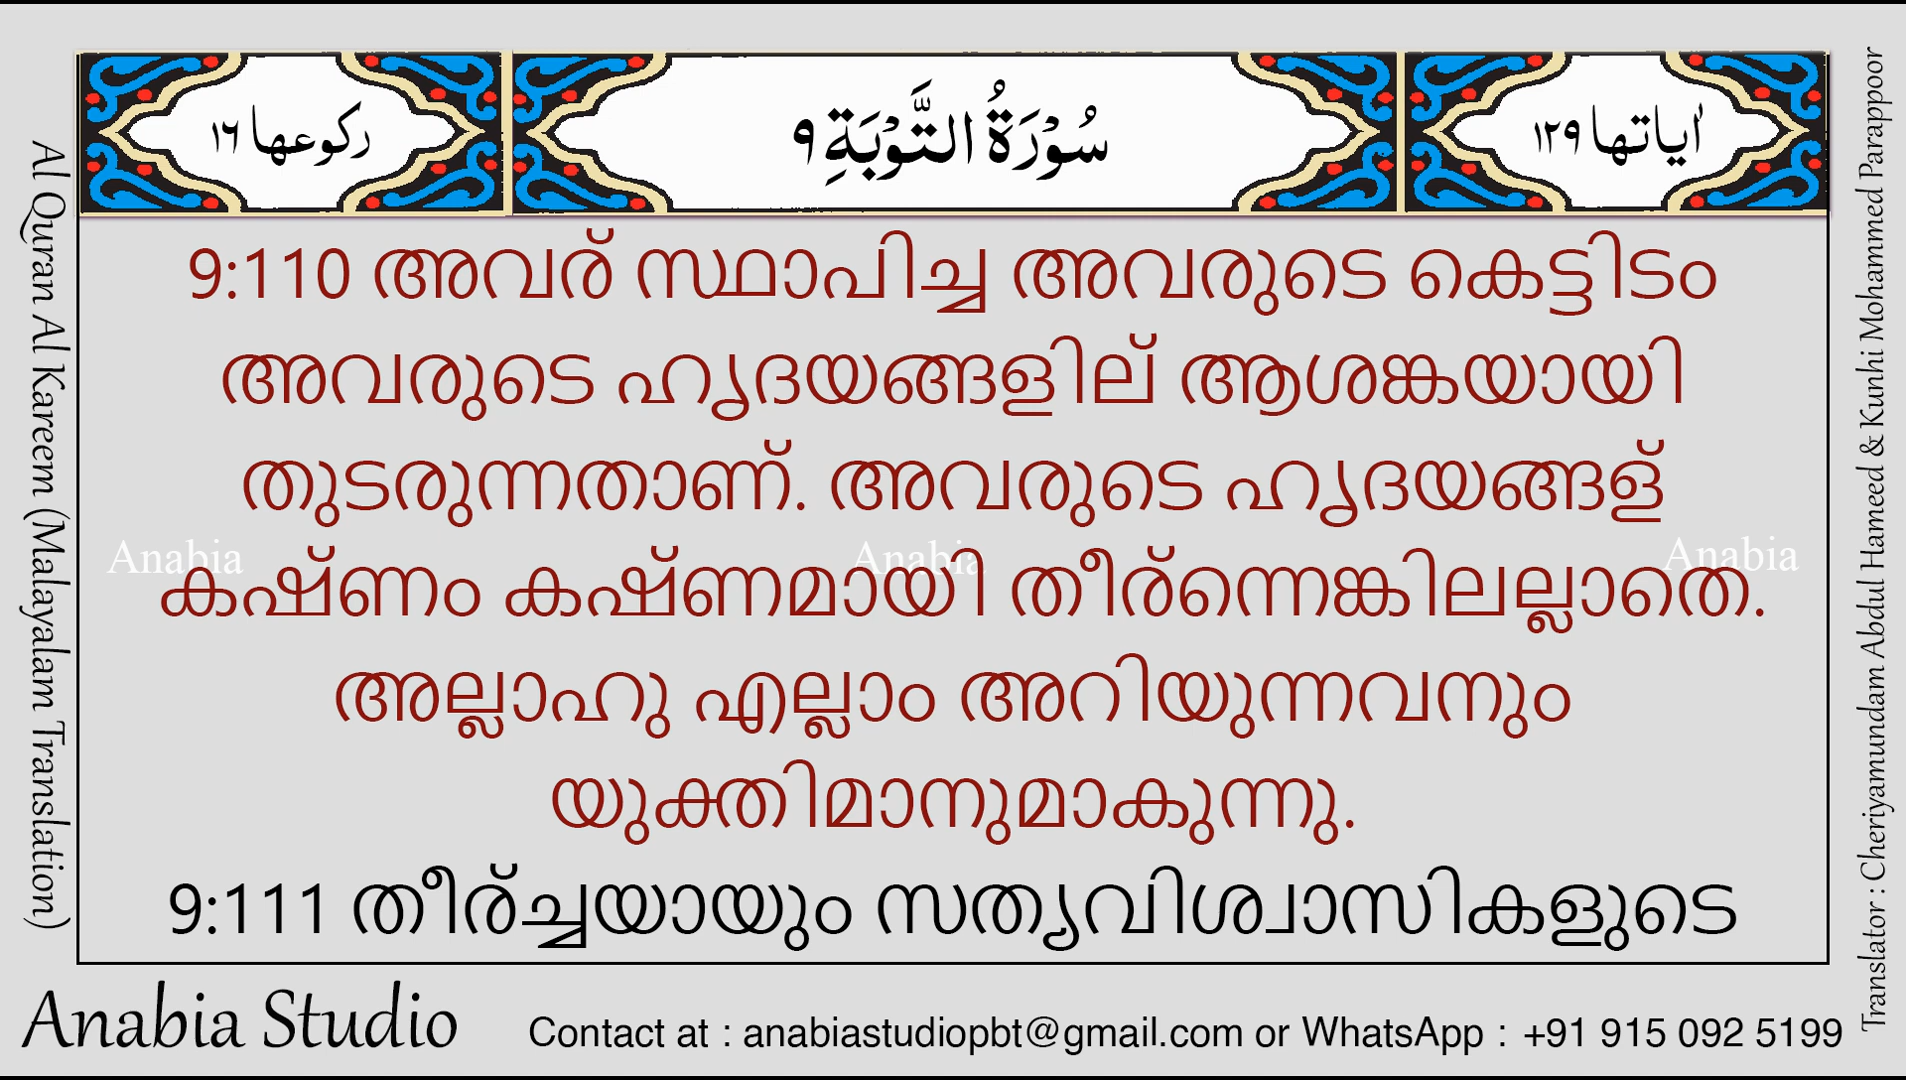 ركوعها ١٦
سُوْرَةُ التَّوْبَةِ ٩
اٰياتها ١٢٩
9:110 അവര് സ്ഥാപിച്ച അവരുടെ കെട്ടിടം
അവരുടെ ഹൃദയങ്ങളില് ആശങ്കയായി
തുടരുന്നതാണ്. അവരുടെ ഹൃദയങ്ങള്
കഷ്ണം കഷ്ണമായി തീര്ന്നെങ്കിലല്ലാതെ.
അല്ലാഹു എല്ലാം അറിയുന്നവനും
യുക്തിമാനുമാകുന്നു.
9:111 തീര്ച്ചയായും സത്യവിശ്വാസികളുടെ
Anabia
Anabia
Anabia
Al Quran Al Kareem (Malayalam Translation)
Translator : Cheriyamundam Abdul Hameed & Kunhi Mohammed Parappoor
Anabia Studio
Contact at : anabiastudiopbt@gmail.com or WhatsApp : +91 915 092 5199